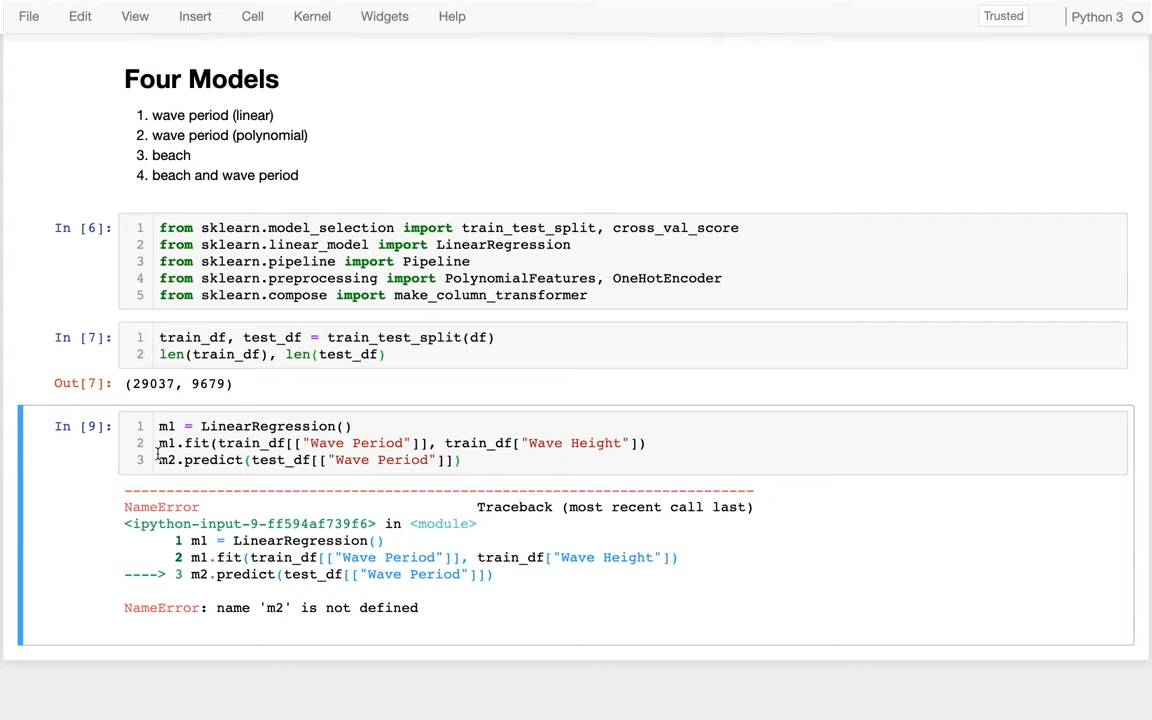 File Edit View Insert Cell Kernel Widgets Help Trusted Python 3
Four Models
1. wave period (linear)
2. wave period (polynomial)
3. beach
4. beach and wave period
In [6]:
1 from sklearn.model_selection import train_test_split, cross_val_score
2 from sklearn.linear_model import LinearRegression
3 from sklearn.pipeline import Pipeline
4 from sklearn.preprocessing import PolynomialFeatures, OneHotEncoder
5 from sklearn.compose import make_column_transformer
In [7]:
1 train_df, test_df = train_test_split(df)
2 len(train_df), len(test_df)
Out[7]: (29037, 9679)
In [9]:
1 m1 = LinearRegression()
2 m1.fit(train_df[["Wave Period"]], train_df["Wave Height"])
3 m2.predict(test_df[["Wave Period"]])
---------------------------------------------------------------------------
NameError Traceback (most recent call last)
<ipython-input-9-ff594af739f6> in <module>
1 m1 = LinearRegression()
2 m1.fit(train_df[["Wave Period"]], train_df["Wave Height"])
----> 3 m2.predict(test_df[["Wave Period"]])
NameError: name 'm2' is not defined